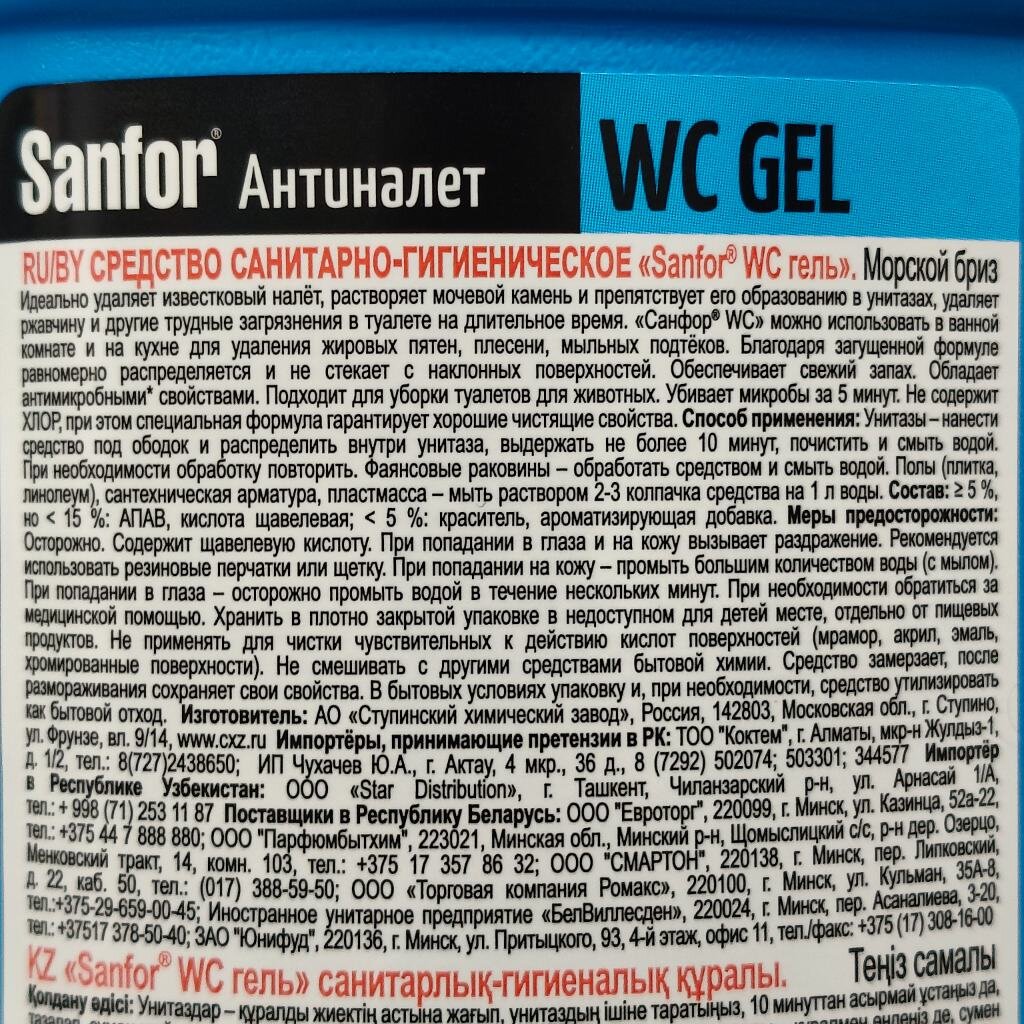 Sanfor® Антиналет WC GEL
RU/BY СРЕДСТВО САНИТАРНО-ГИГИЕНИЧЕСКОЕ «Sanfor® WC гель». Морской бриз
Идеально удаляет известковый налёт, растворяет мочевой камень и препятствует его образованию в унитазах, удаляет
ржавчину и другие трудные загрязнения в туалете на длительное время. «Санфор® WC» можно использовать в ванной
комнате и на кухне для удаления жировых пятен, плесени, мыльных подтёков. Благодаря загущенной формуле
равномерно распределяется и не стекает с наклонных поверхностей. Обеспечивает свежий запах. Обладает
антимикробными* свойствами. Подходит для уборки туалетов для животных. Убивает микробы за 5 минут. Не содержит
ХЛОР, при этом специальная формула гарантирует хорошие чистящие свойства. Способ применения: Унитазы – нанести
средство под ободок и распределить внутри унитаза, выдержать не более 10 минут, почистить и смыть водой.
При необходимости обработку повторить. Фаянсовые раковины – обработать средством и смыть водой. Полы (плитка,
линолеум), сантехническая арматура, пластмасса – мыть раствором 2-3 колпачка средства на 1 л воды. Состав: ≥ 5 %,
но < 15 %: АПАВ, кислота щавелевая; < 5 %: краситель, ароматизирующая добавка. Меры предосторожности:
Осторожно. Содержит щавелевую кислоту. При попадании в глаза и на кожу вызывает раздражение. Рекомендуется
использовать резиновые перчатки или щетку. При попадании на кожу – промыть большим количеством воды (с мылом).
При попадании в глаза – осторожно промыть водой в течение нескольких минут. При необходимости обратиться за
медицинской помощью. Хранить в плотно закрытой упаковке в недоступном для детей месте, отдельно от пищевых
продуктов. Не применять для чистки чувствительных к действию кислот поверхностей (мрамор, акрил, эмаль,
хромированные поверхности). Не смешивать с другими средствами бытовой химии. Средство замерзает, после
размораживания сохраняет свои свойства. В бытовых условиях упаковку и, при необходимости, средство утилизировать
как бытовой отход. Изготовитель: АО «Ступинский химический завод», Россия, 142803, Московская обл., г. Ступино,
ул. Фрунзе, вл. 9/14, www.cxz.ru Импортёры, принимающие претензии в РК: ТОО "Коктем", г. Алматы, мкр-н Жулдыз-1,
д. 1/2, тел.: 8(727)2438650; ИП Чухачев Ю.А., г. Актау, 4 мкр., 36 д., 8 (7292) 502074; 503301; 344577 Импортёр
в Республике Узбекистан: ООО «Star Distribution», г. Ташкент, Чиланзарский р-н, ул. Арнасай 1/А,
тел.: + 998 (71) 253 11 87 Поставщики в Республику Беларусь: ООО "Евроторг", 220099, г. Минск, ул. Казинца, 52а-22,
тел.: +375 44 7 888 880; ООО "Парфюмбытхим", 223021, Минская обл., Минский р-н, Щомыслицкий с/с, р-н дер. Озерцо,
Менковский тракт, 14, комн. 103, тел.: +375 17 357 86 32; ООО "СМАРТОН", 220138, г. Минск, пер. Липковский,
д. 22, каб. 50, тел.: (017) 388-59-50; ООО «Торговая компания Ромакс», 220100, г. Минск, ул. Кульман, 35А-8,
тел.:+375-29-659-00-45; Иностранное унитарное предприятие «БелВиллесден», 220024, г. Минск, пер. Асаналиева, 3-20,
тел.: +37517 378-50-40; ЗАО "Юнифуд", 220136, г. Минск, ул. Притыцкого, 93, 4-й этаж, офис 11, тел./факс: +375 (17) 308-16-00
KZ «Sanfor® WC гель» санитарлық-гигиеналық құралы. Теңіз самалы
Қолдану әдісі: Унитаздар – құралды жиектің астына жағып, унитаздың ішіне таратыңыз, 10 минуттан асырмай ұстаңыз да,